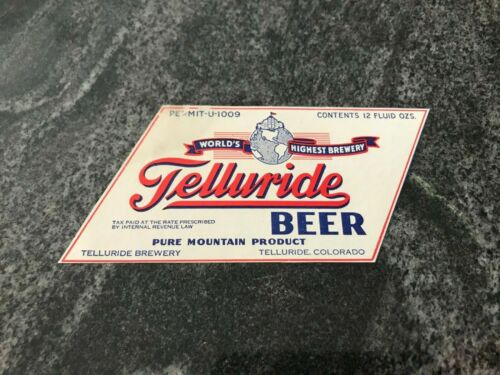 PERMIT-U-1009 CONTENTS 12 FLUID OZS.
WORLD'S HIGHEST BREWERY
Telluride
BEER
TAX PAID AT THE RATE PRESCRIBED
BY INTERNAL REVENUE LAW
PURE MOUNTAIN PRODUCT
TELLURIDE BREWERY TELLURIDE, COLORADO